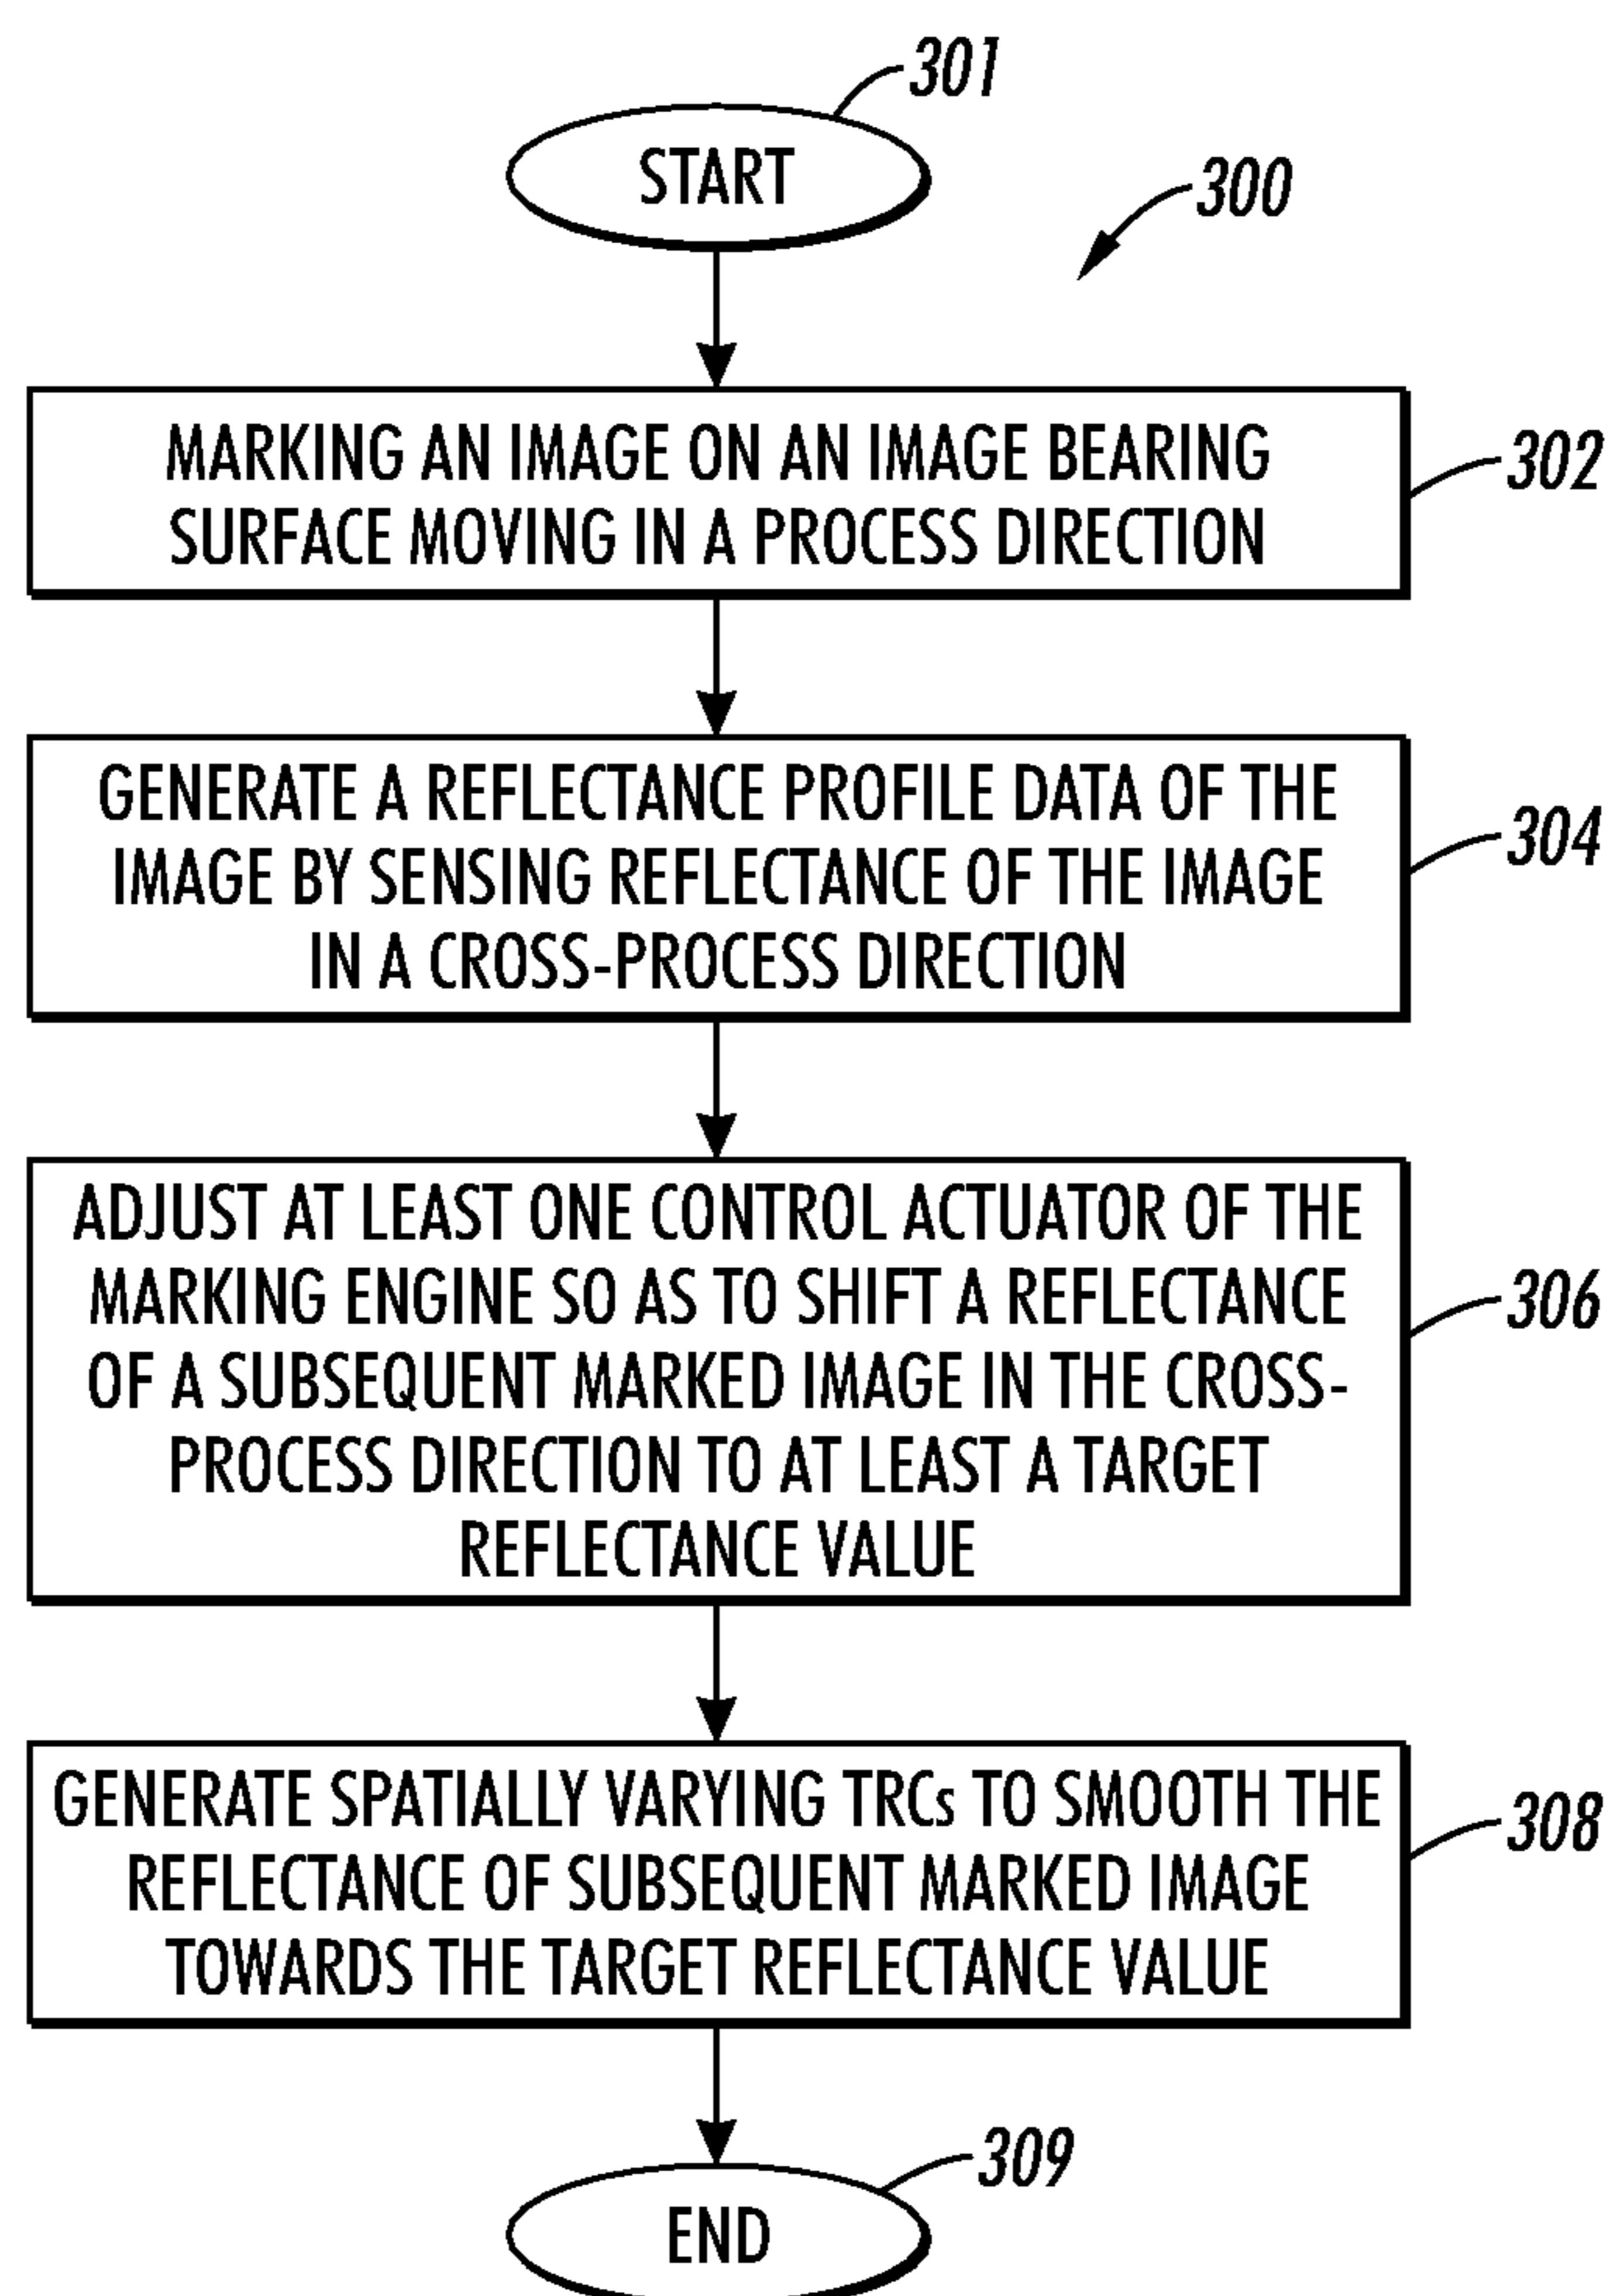 301
START
300
MARKING AN IMAGE ON AN IMAGE BEARING
SURFACE MOVING IN A PROCESS DIRECTION
302
GENERATE A REFLECTANCE PROFILE DATA OF THE
IMAGE BY SENSING REFLECTANCE OF THE IMAGE
IN A CROSS-PROCESS DIRECTION
304
ADJUST AT LEAST ONE CONTROL ACTUATOR OF THE
MARKING ENGINE SO AS TO SHIFT A REFLECTANCE
OF A SUBSEQUENT MARKED IMAGE IN THE CROSS-
PROCESS DIRECTION TO AT LEAST A TARGET
REFLECTANCE VALUE
306
GENERATE SPATIALLY VARYING TRCs TO SMOOTH THE
REFLECTANCE OF SUBSEQUENT MARKED IMAGE
TOWARDS THE TARGET REFLECTANCE VALUE
308
309
END